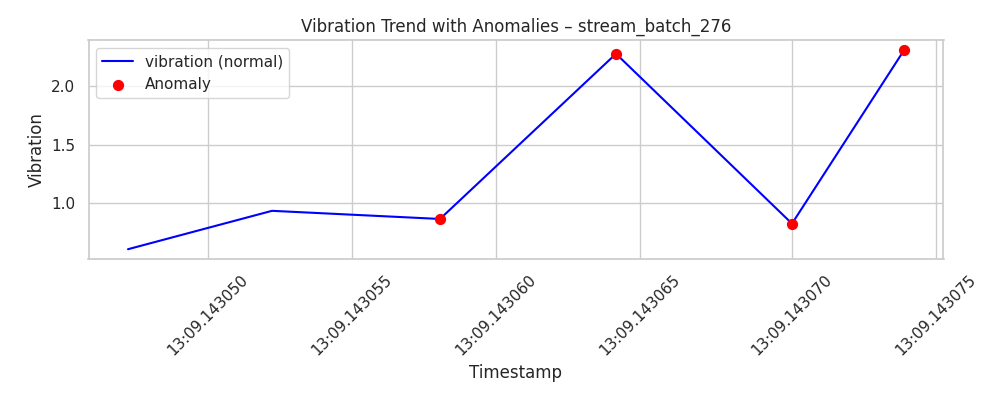 Vibration Trend with Anomalies – stream_batch_276
vibration (normal)
Anomaly
Vibration
2.0
1.5
1.0
13:09.143050
13:09.143055
13:09.143060
13:09.143065
13:09.143070
13:09.143075
Timestamp